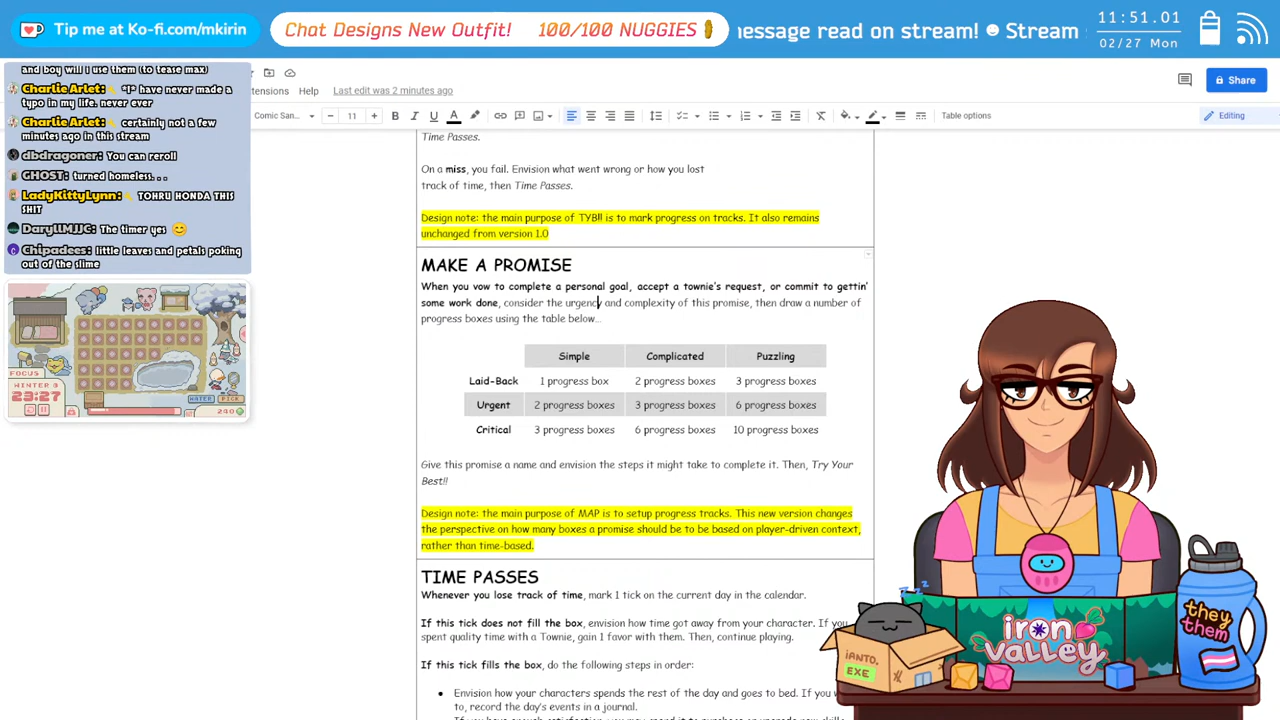 Tip me at Ko-fi.com/mkirin
Chat Designs New Outfit! 100/100 NUGGIES
message read on stream! ☻ Stream
11:51.01
02/27 Mon
and boy will I use them (to tease max)
Charlie Arlet: *I* have never made a
typo in my life. never ever
Charlie Arlet: certainly not a few
minutes ago in this stream
dbdragoner: You can reroll
GHOST: turned homeless. . .
LadyKittyLynn: TOHRU HONDA THIS
SHIT
DaryllMJJC: The timer yes 😊
Chipadees: little leaves and petals poking
out of the slime
FOCUS
WINTER 3
23:27
WATER
PICK
240
tensions Help Last edit was 2 minutes ago
Share
Comic San... 11 Table options Editing
Time Passes.
On a miss, you fail. Envision what went wrong or how you lost
track of time, then Time Passes.
Design note: the main purpose of TYB!! is to mark progress on tracks. It also remains
unchanged from version 1.0
MAKE A PROMISE
When you vow to complete a personal goal, accept a townie's request, or commit to gettin'
some work done, consider the urgency and complexity of this promise, then draw a number of
progress boxes using the table below...
Simple Complicated Puzzling
Laid-Back 1 progress box 2 progress boxes 3 progress boxes
Urgent 2 progress boxes 3 progress boxes 6 progress boxes
Critical 3 progress boxes 6 progress boxes 10 progress boxes
Give this promise a name and envision the steps it might take to complete it. Then, Try Your
Best!!
Design note: the main purpose of MAP is to setup progress tracks. This new version changes
the perspective on how many boxes a promise should be to be based on player-driven context,
rather than time-based.
TIME PASSES
Whenever you lose track of time, mark 1 tick on the current day in the calendar.
If this tick does not fill the box, envision how time got away from your character. If you
spent quality time with a Townie, gain 1 favor with them. Then, continue playing.
If this tick fills the box, do the following steps in order:
● Envision how your characters spends the rest of the day and goes to bed. If you
to, record the day's events in a journal.
zzz
iANTO.
EXE
iron
valley
they
them